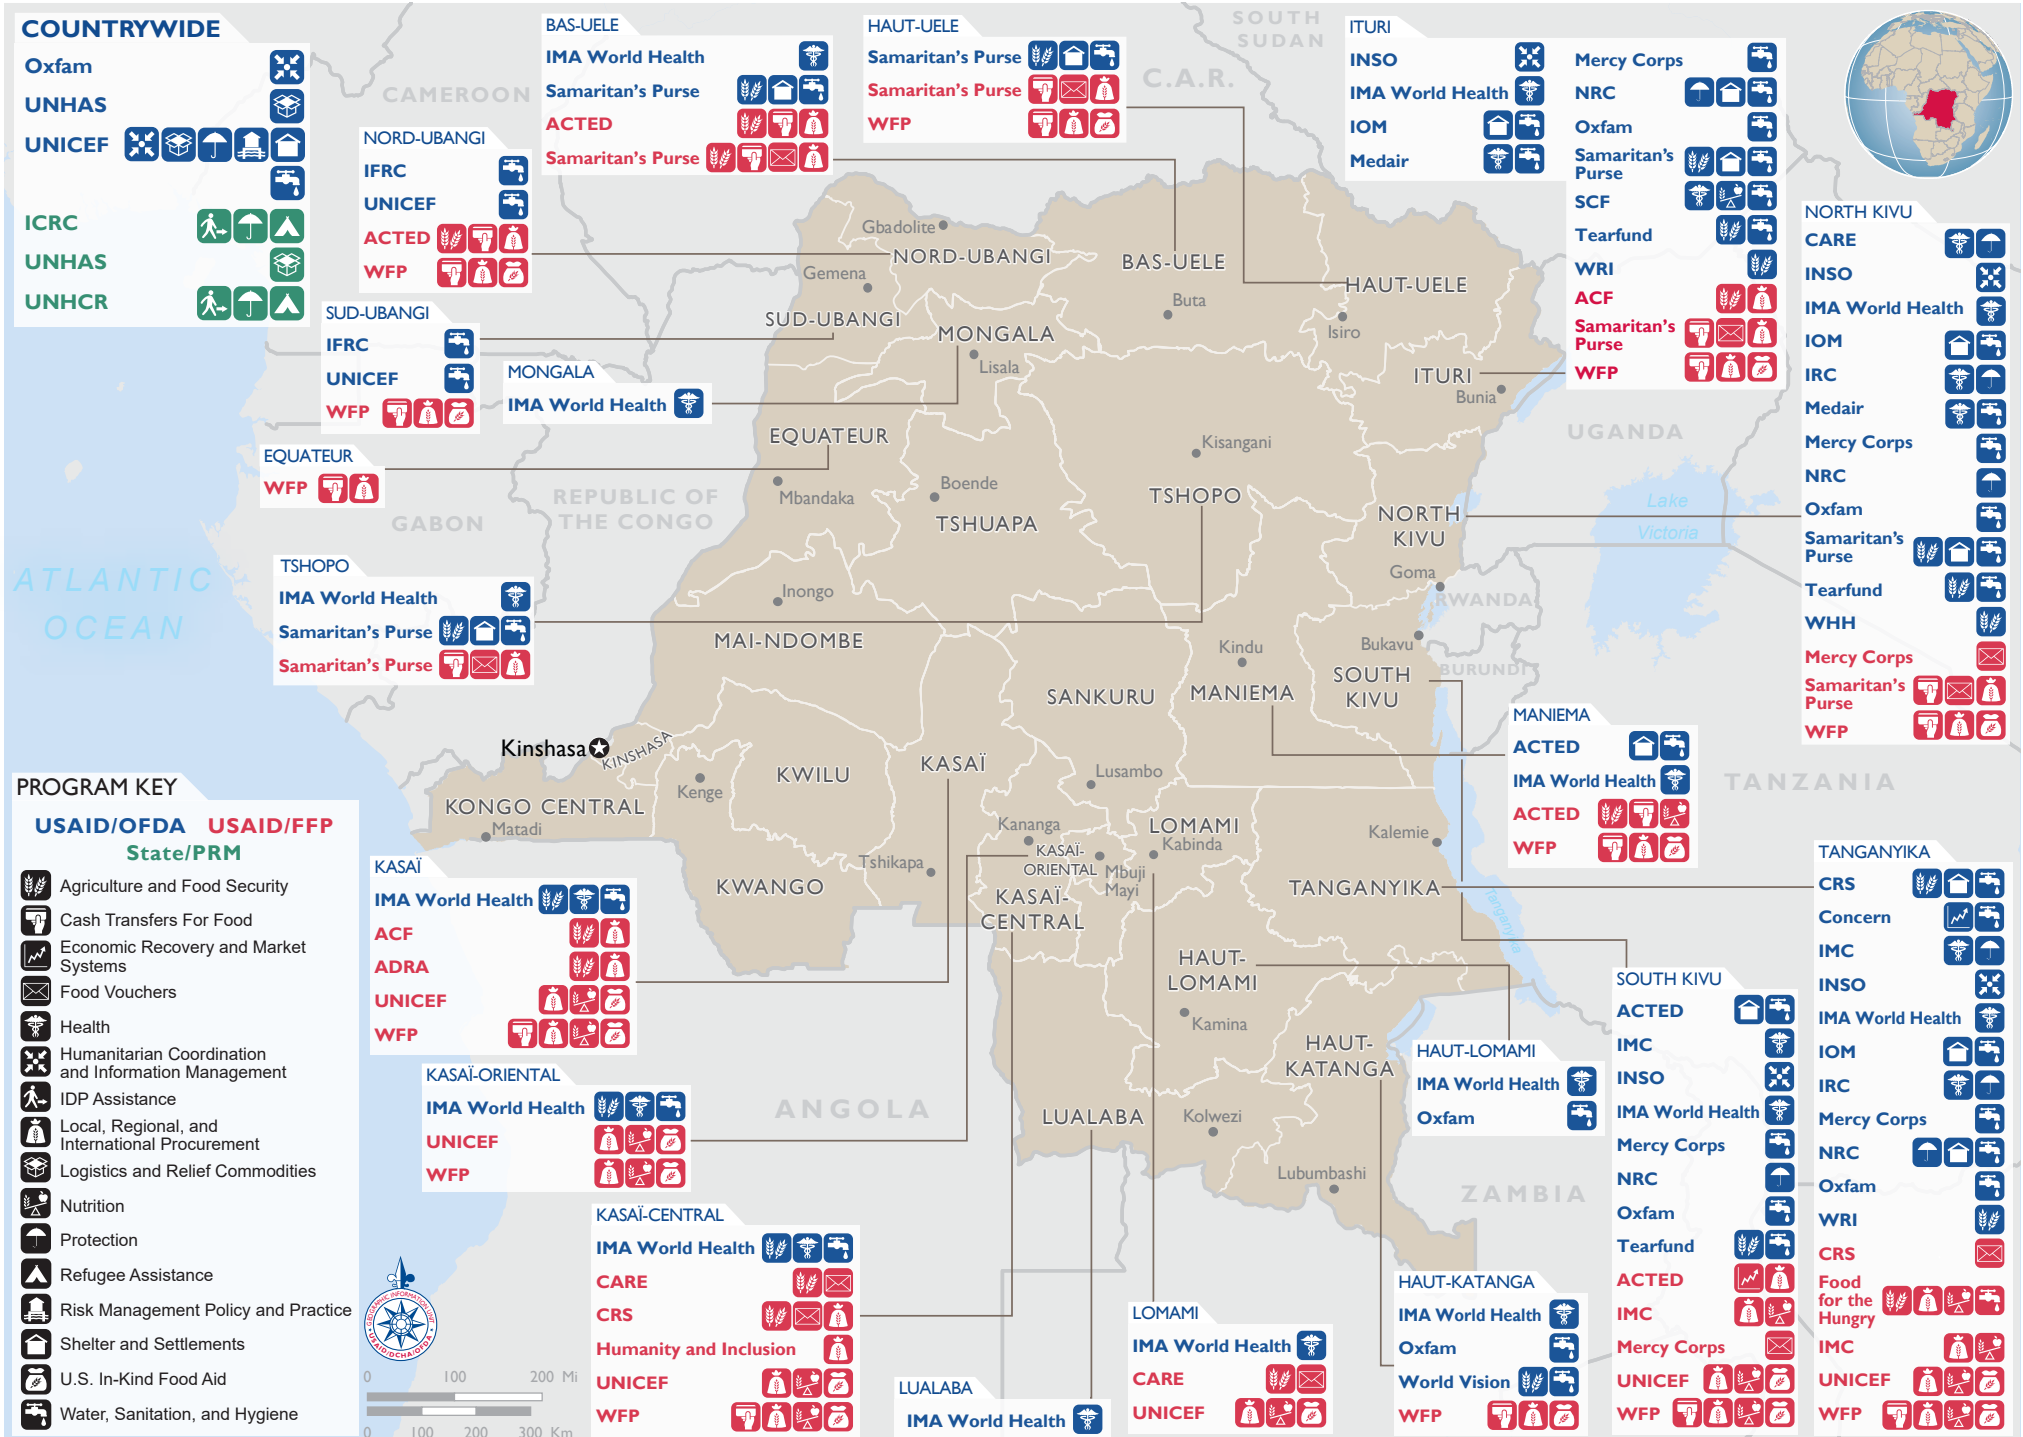 COUNTRYWIDE
Oxfam
UNHAS
UNICEF
ICRC
UNHAS
UNHCR
BAS-UELE
IMA World Health
Samaritan's Purse
ACTED
Samaritan's Purse
HAUT-UELE
Samaritan's Purse
Samaritan's Purse
WFP
ITURI
INSO
IMA World Health
IOM
Medair
Mercy Corps
NRC
Oxfam
Samaritan's
Purse
SCF
Tearfund
WRI
ACF
Samaritan's
Purse
WFP
NORD-UBANGI
IFRC
UNICEF
ACTED
WFP
SUD-UBANGI
IFRC
UNICEF
WFP
MONGALA
IMA World Health
EQUATEUR
WFP
TSHOPO
IMA World Health
Samaritan's Purse
Samaritan's Purse
NORTH KIVU
CARE
INSO
IMA World Health
IOM
IRC
Medair
Mercy Corps
NRC
Oxfam
Samaritan's
Purse
Tearfund
WHH
Mercy Corps
Samaritan's
Purse
WFP
MANIEMA
ACTED
IMA World Health
ACTED
WFP
TANGANYIKA
CRS
Concern
IMC
INSO
IMA World Health
IOM
IRC
Mercy Corps
NRC
Oxfam
WRI
CRS
Food
for the
Hungry
IMC
UNICEF
WFP
SOUTH KIVU
ACTED
IMC
INSO
IMA World Health
Mercy Corps
NRC
Oxfam
Tearfund
ACTED
IMC
Mercy Corps
UNICEF
WFP
HAUT-LOMAMI
IMA World Health
Oxfam
HAUT-KATANGA
IMA World Health
Oxfam
World Vision
WFP
LOMAMI
IMA World Health
CARE
UNICEF
LUALABA
IMA World Health
KASAÏ-CENTRAL
IMA World Health
CARE
CRS
Humanity and Inclusion
UNICEF
WFP
KASAÏ-ORIENTAL
IMA World Health
UNICEF
WFP
KASAÏ
IMA World Health
ACF
ADRA
UNICEF
WFP
PROGRAM KEY
USAID/OFDA USAID/FFP
State/PRM
Agriculture and Food Security
Cash Transfers For Food
Economic Recovery and Market
Systems
Food Vouchers
Health
Humanitarian Coordination
and Information Management
IDP Assistance
Local, Regional, and
International Procurement
Logistics and Relief Commodities
Nutrition
Protection
Refugee Assistance
Risk Management Policy and Practice
Shelter and Settlements
U.S. In-Kind Food Aid
Water, Sanitation, and Hygiene
GEOGRAPHIC INFORMATION UNIT
USAID/DCHA/OFDA
0 100 200 Mi
0 100 200 300 Km
SOUTH
SUDAN
C.A.R.
CAMEROON
GABON
REPUBLIC OF
THE CONGO
ATLANTIC
OCEAN
UGANDA
Lake
Victoria
RWANDA
BURUNDI
TANZANIA
ANGOLA
ZAMBIA
Tanganyika
Gbadolite
NORD-UBANGI
BAS-UELE
Gemena
HAUT-UELE
Buta
SUD-UBANGI
MONGALA
Isiro
Lisala
ITURI
Bunia
EQUATEUR
Kisangani
Boende
Mbandaka
TSHOPO
TSHUAPA
NORTH
KIVU
Goma
Inongo
MAI-NDOMBE
Bukavu
Kindu
SOUTH
KIVU
SANKURU
MANIEMA
Kinshasa
KINSHASA
KASAÏ
KWILU
Lusambo
Kenge
KONGO CENTRAL
Matadi
Kananga
LOMAMI
Kabinda
Kalemie
KASAÏ-
ORIENTAL
Tshikapa
Mbuji
Mayi
KWANGO
TANGANYIKA
KASAÏ-
CENTRAL
HAUT-
LOMAMI
Kamina
HAUT-
KATANGA
LUALABA
Kolwezi
Lubumbashi